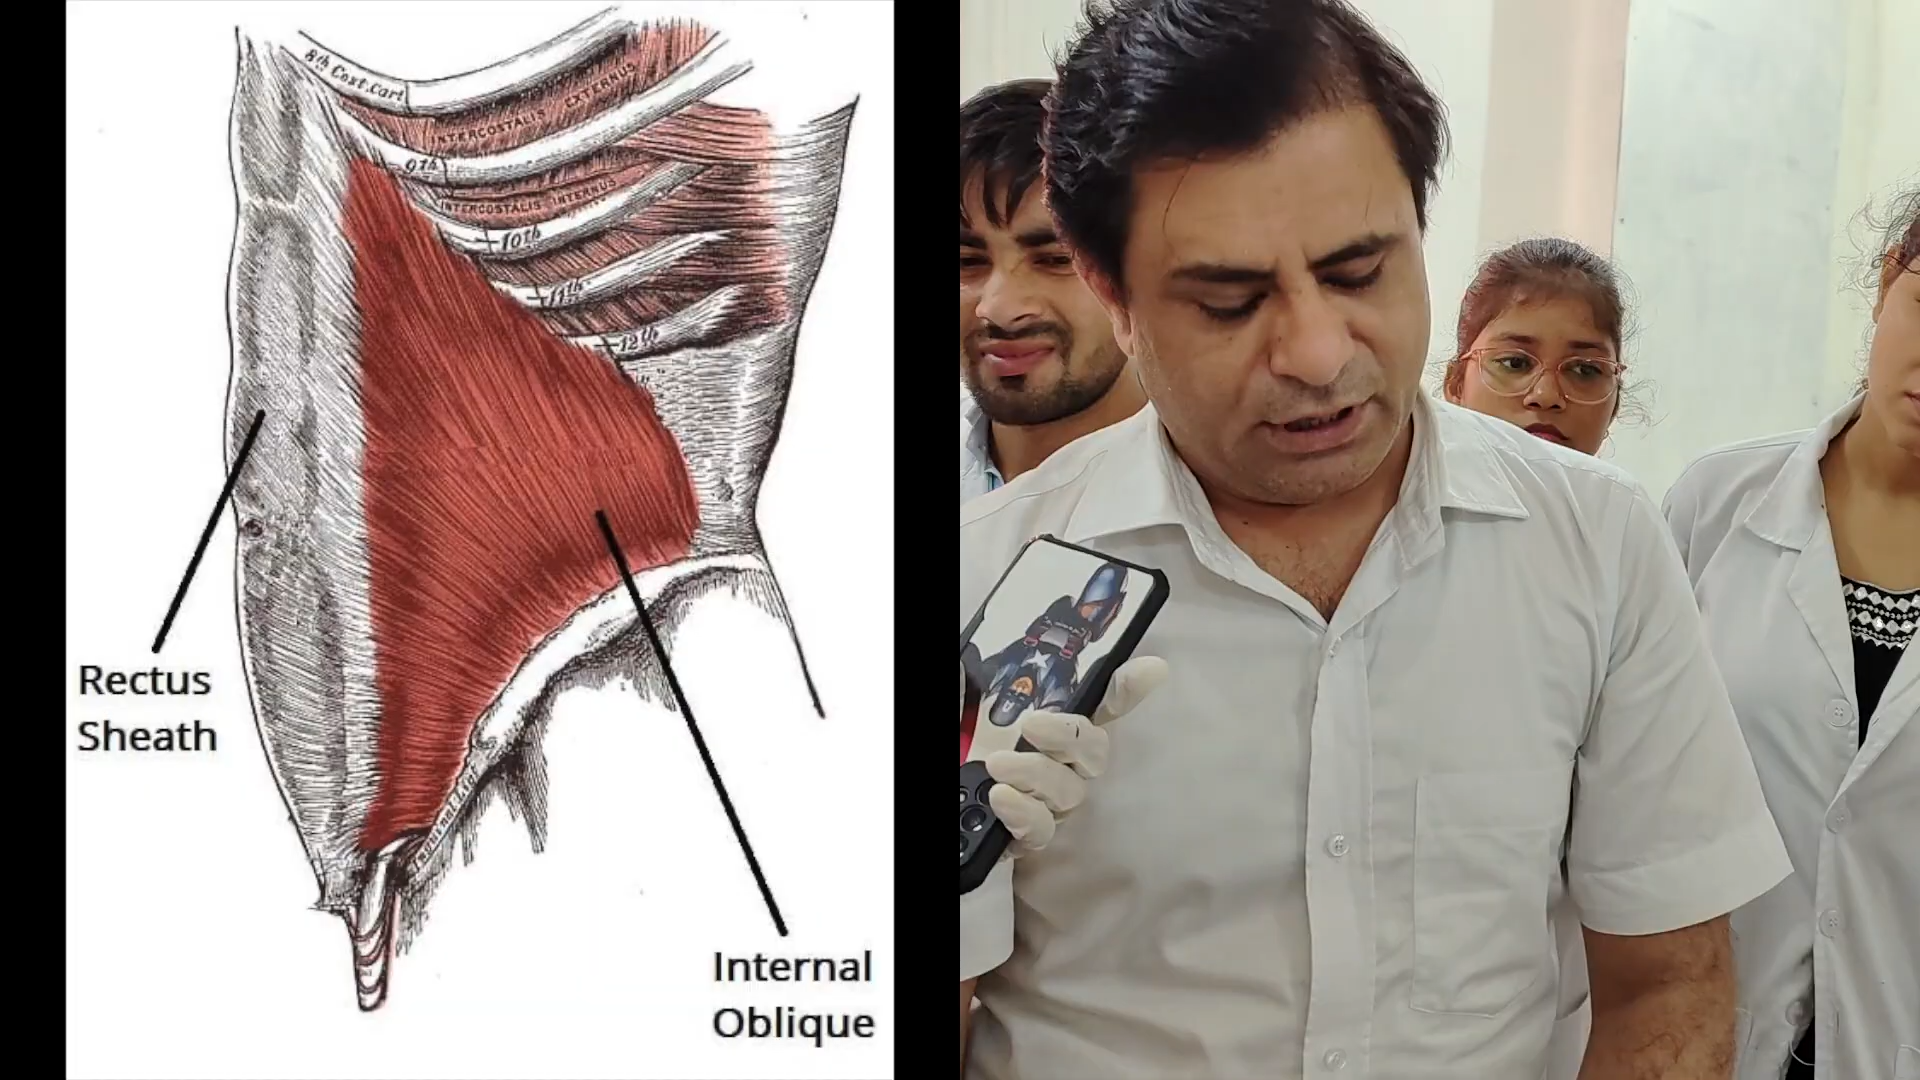 8th Cost.Cart
INTERCOSTALIS EXTERNUS
9th
INTERCOSTALIS INTERNUS
10th
11th
12th
Rectus
Sheath
Internal
Oblique